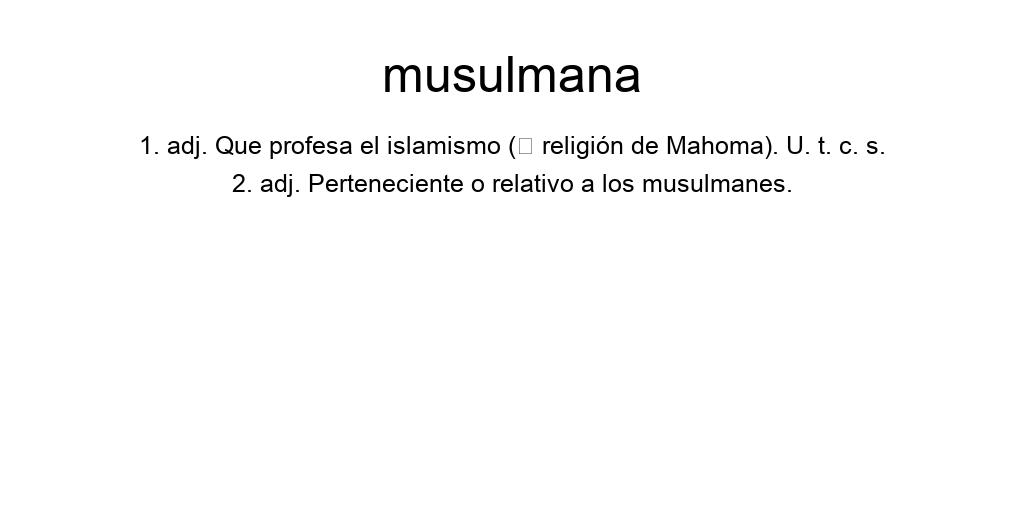 musulmana
1. adj. Que profesa el islamismo (□ religión de Mahoma). U. t. c. s.
2. adj. Perteneciente o relativo a los musulmanes.